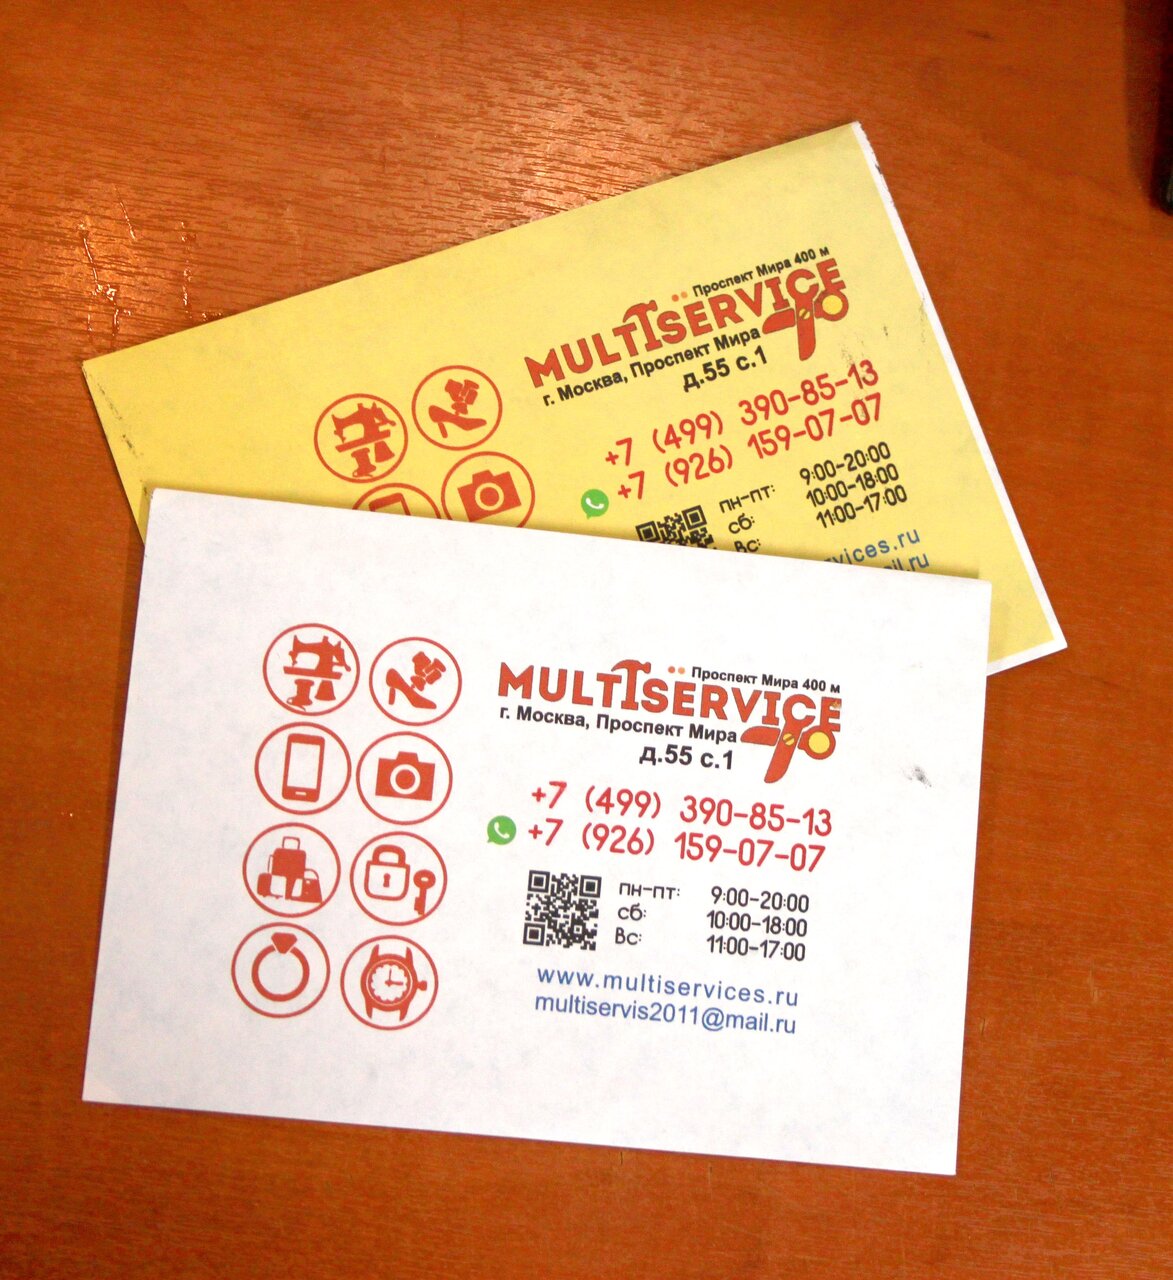 Проспект Мира 400 м
MULTISERVICE
г. Москва, Проспект Мира
д.55 с.1
+7 (499) 390-85-13
+7 (926) 159-07-07
пн-пт: 9:00-20:00
сб: 10:00-18:00
Вс: 11:00-17:00
vices.ru
il.ru
Проспект Мира 400 м
MULTISERVICE
г. Москва, Проспект Мира
д.55 с.1
+7 (499) 390-85-13
+7 (926) 159-07-07
пн-пт: 9:00-20:00
сб: 10:00-18:00
Вс: 11:00-17:00
www.multiservices.ru
multiservis2011@mail.ru